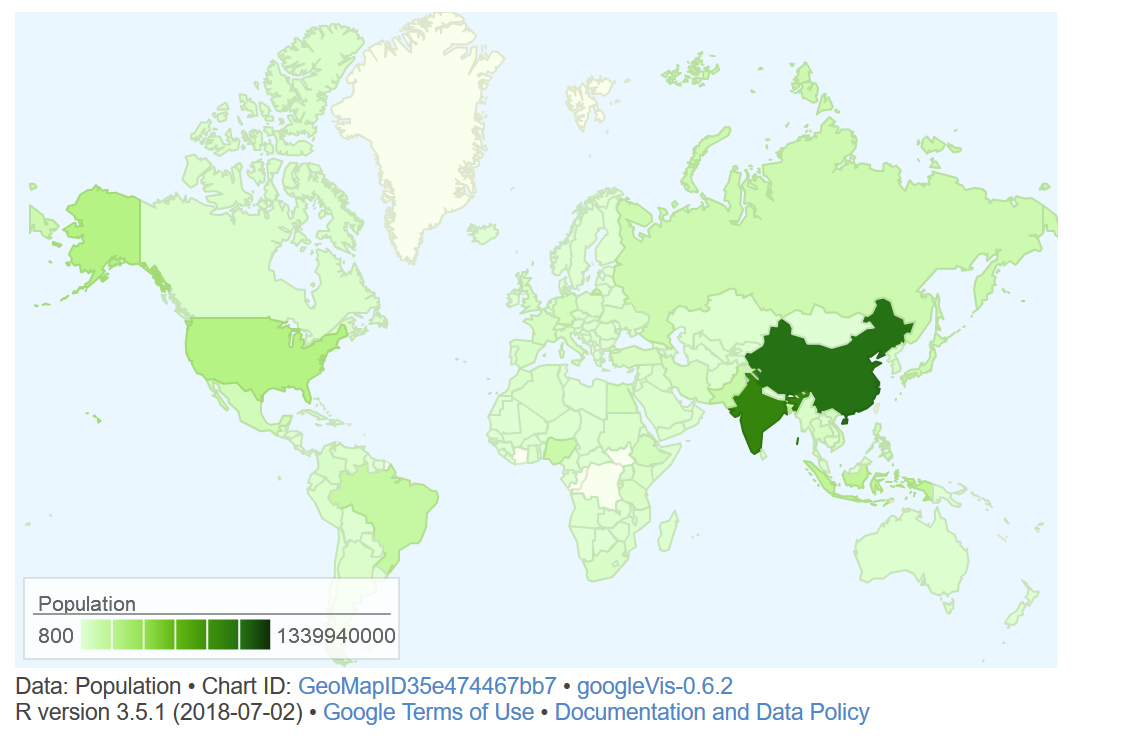 Population
800 1339940000
Data: Population • Chart ID: GeoMapID35e474467bb7 • googleVis-0.6.2
R version 3.5.1 (2018-07-02) • Google Terms of Use • Documentation and Data Policy